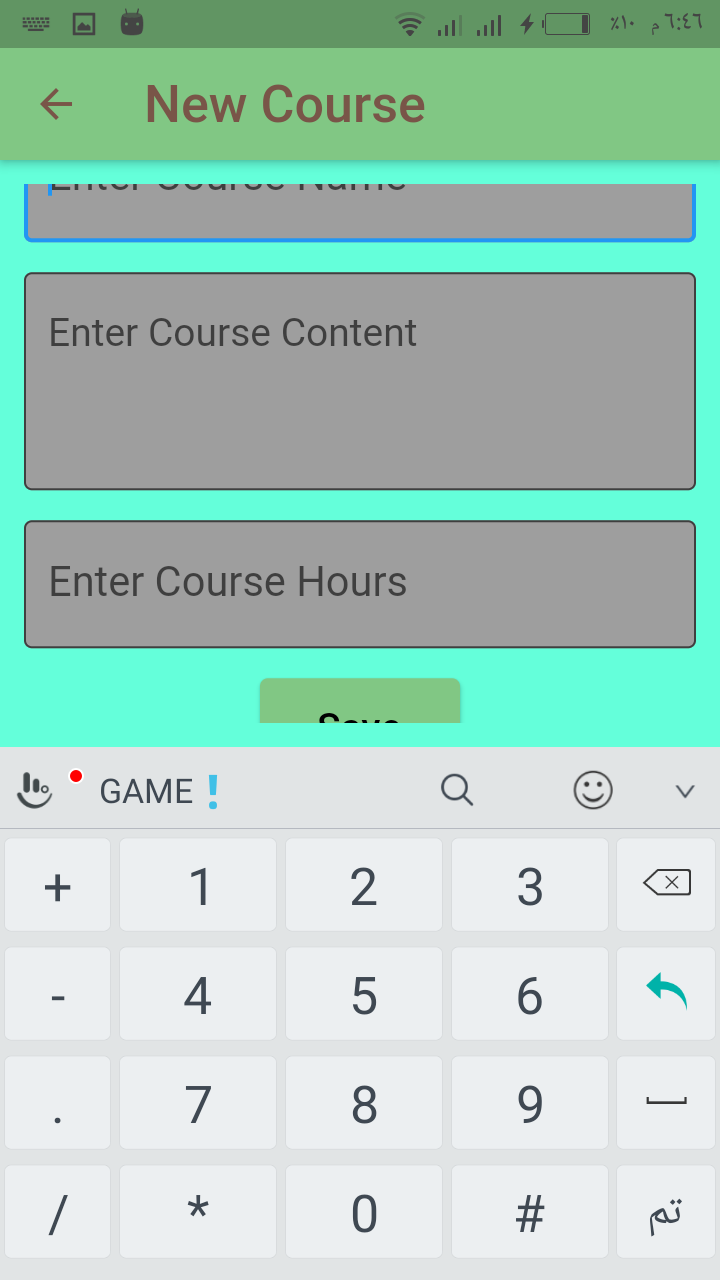 ٪١٠ ٦:٤٦ م
New Course
Enter Course Name
Enter Course Content
Enter Course Hours
Save
GAME❗
+ 1 2 3
- 4 5 6
. 7 8 9
/ * 0 # تم